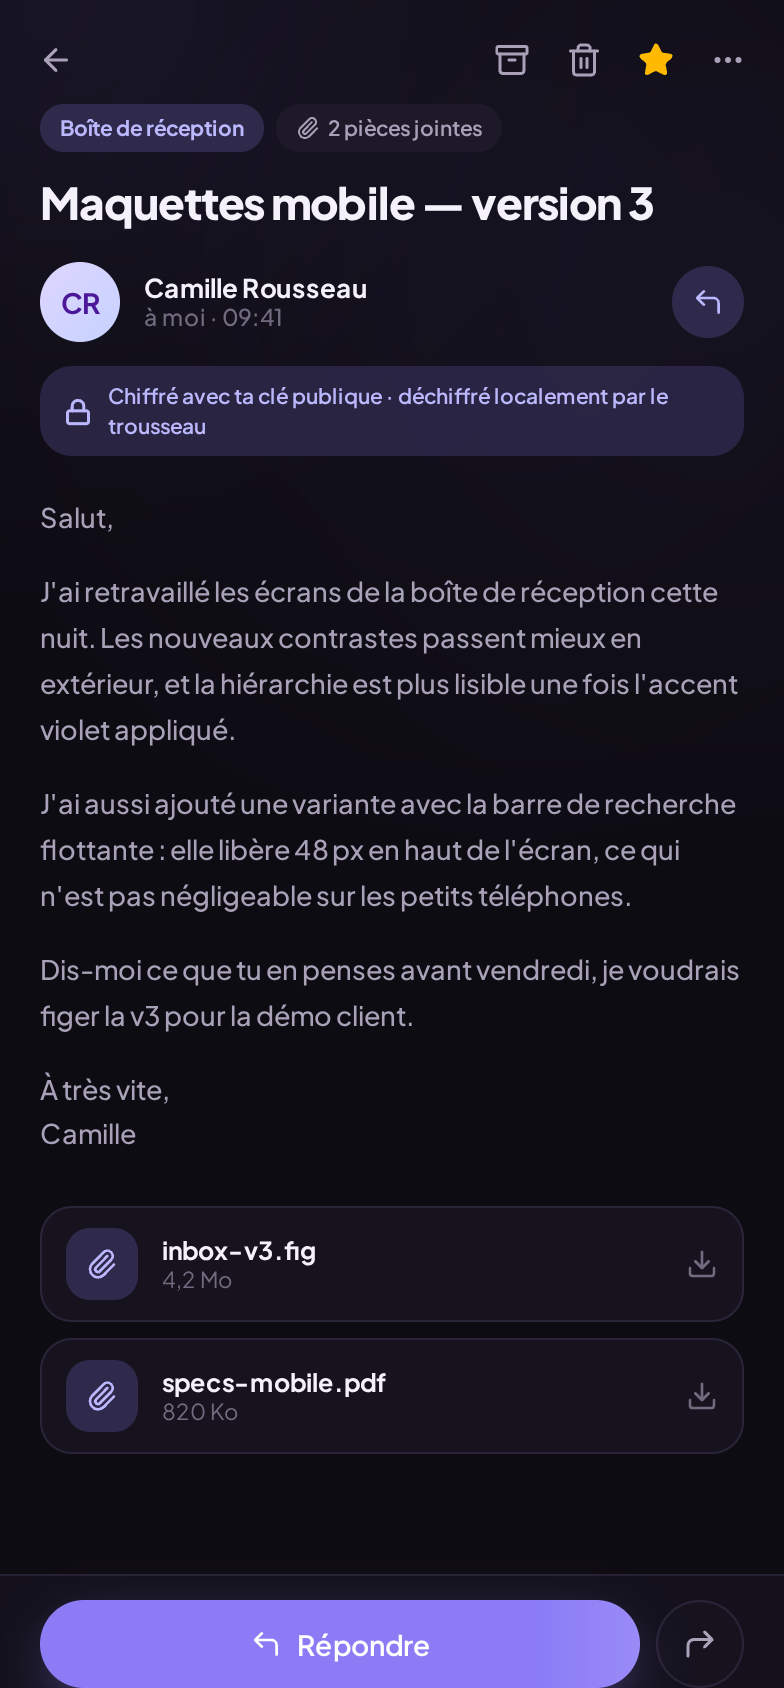 Boîte de réception
2 pièces jointes
Maquettes mobile — version 3
CR
Camille Rousseau
à moi · 09:41
Chiffré avec ta clé publique · déchiffré localement par le
trousseau
Salut,
J'ai retravaillé les écrans de la boîte de réception cette
nuit. Les nouveaux contrastes passent mieux en
extérieur, et la hiérarchie est plus lisible une fois l'accent
violet appliqué.
J'ai aussi ajouté une variante avec la barre de recherche
flottante : elle libère 48 px en haut de l'écran, ce qui
n'est pas négligeable sur les petits téléphones.
Dis-moi ce que tu en penses avant vendredi, je voudrais
figer la v3 pour la démo client.
À très vite,
Camille
inbox-v3.fig
4,2 Mo
specs-mobile.pdf
820 Ko
Répondre